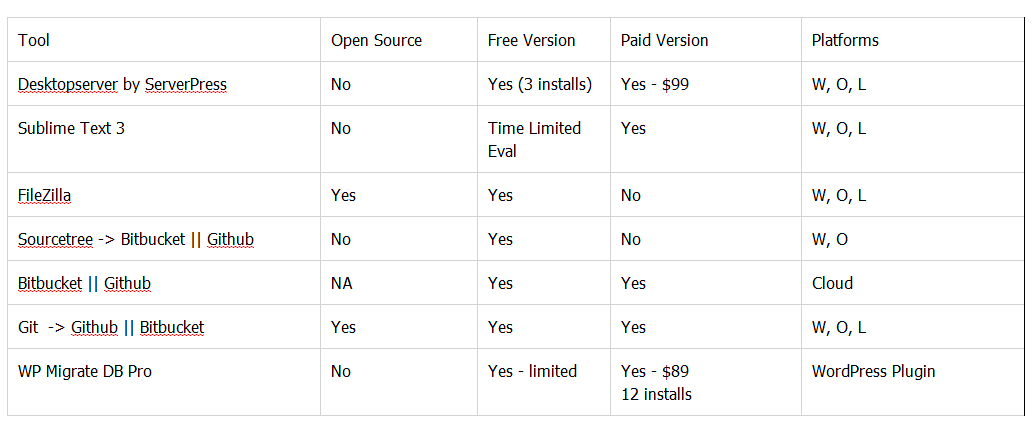 Tool Open Source Free Version Paid Version Platforms
Desktopserver by ServerPress No Yes (3 installs) Yes - $99 W, O, L
Sublime Text 3 No Time Limited Yes W, O, L
Eval
FileZilla Yes Yes No W, O, L
Sourcetree -> Bitbucket || Github No Yes No W, O
Bitbucket || Github NA Yes Yes Cloud
Git -> Github || Bitbucket Yes Yes Yes W, O, L
WP Migrate DB Pro No Yes - limited Yes - $89 WordPress Plugin
12 installs